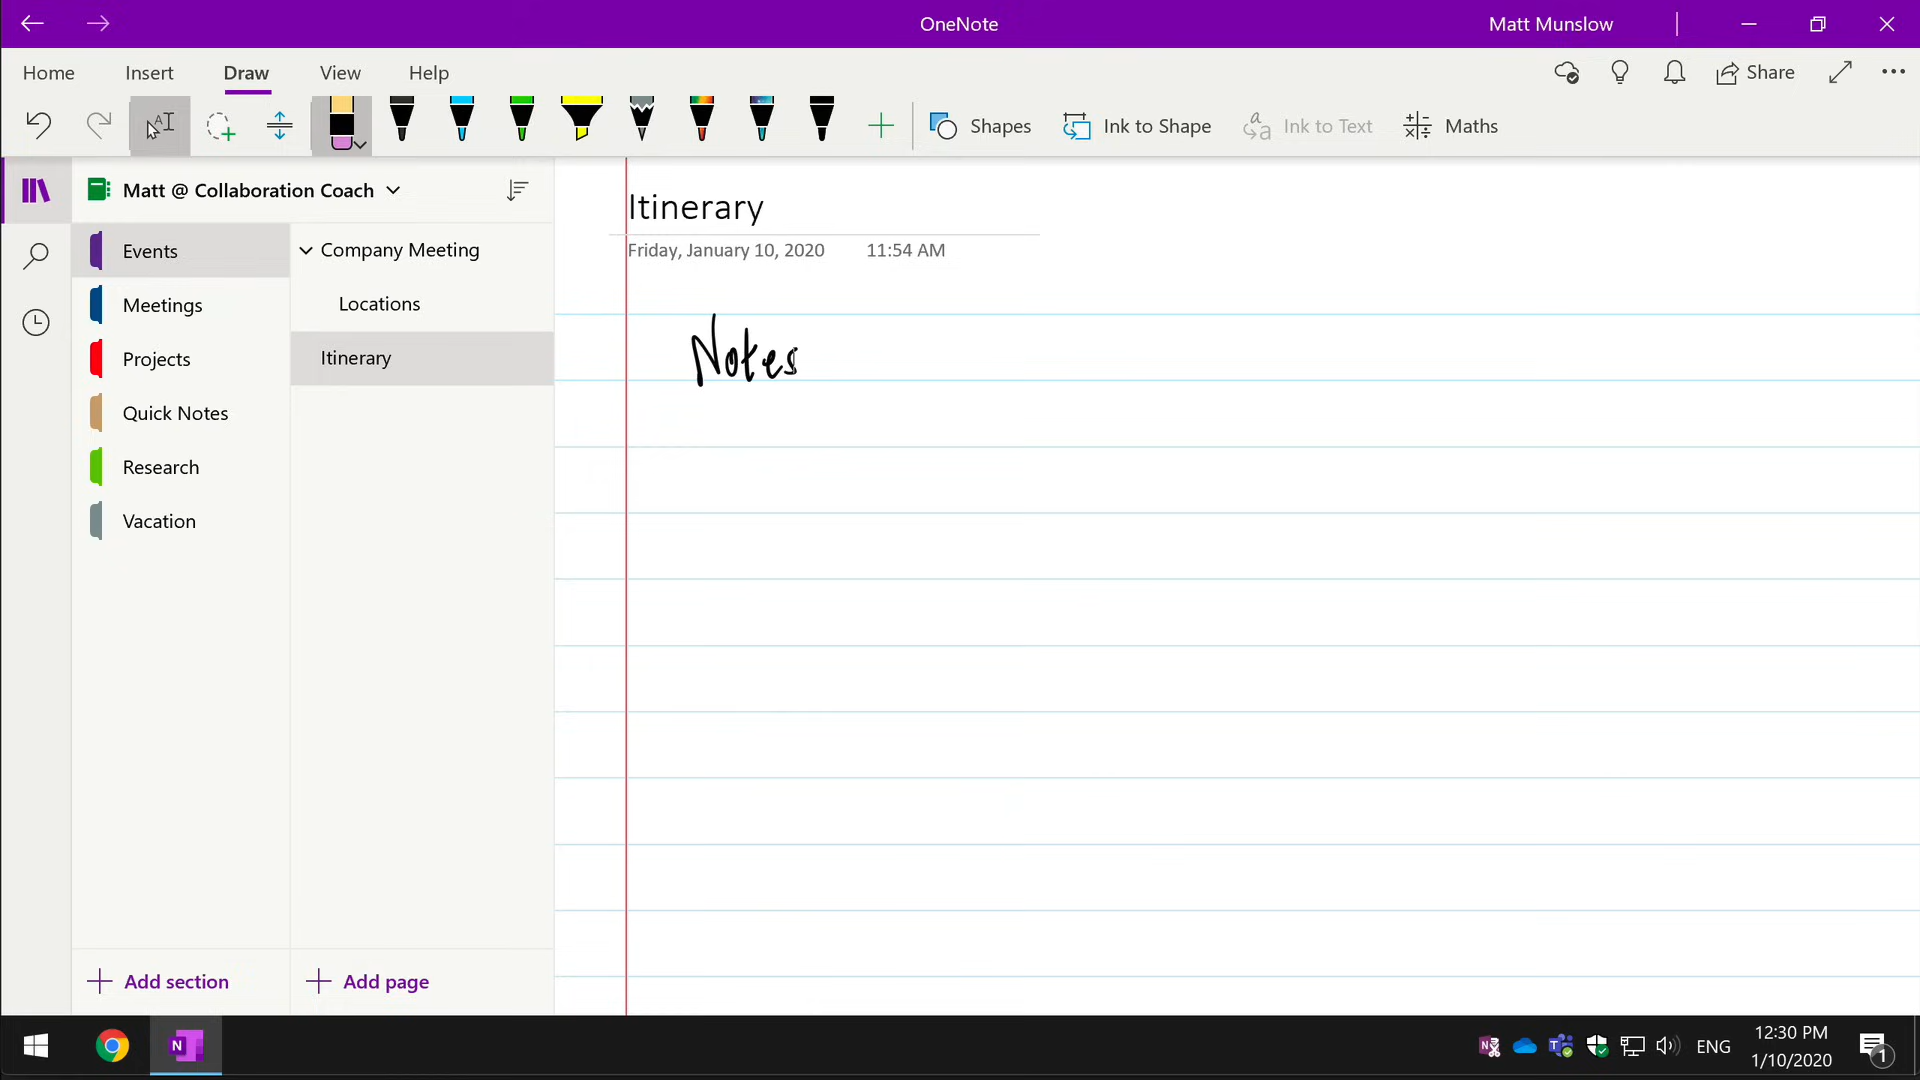 OneNote
Matt Munslow
Home
Insert
Draw
View
Help
Share
Shapes
Ink to Shape
Ink to Text
Maths
Matt @ Collaboration Coach
Events
Meetings
Projects
Quick Notes
Research
Vacation
Company Meeting
Locations
Itinerary
Itinerary
Friday, January 10, 2020 11:54 AM
Notes
Add section
Add page
ENG
12:30 PM
1/10/2020
1